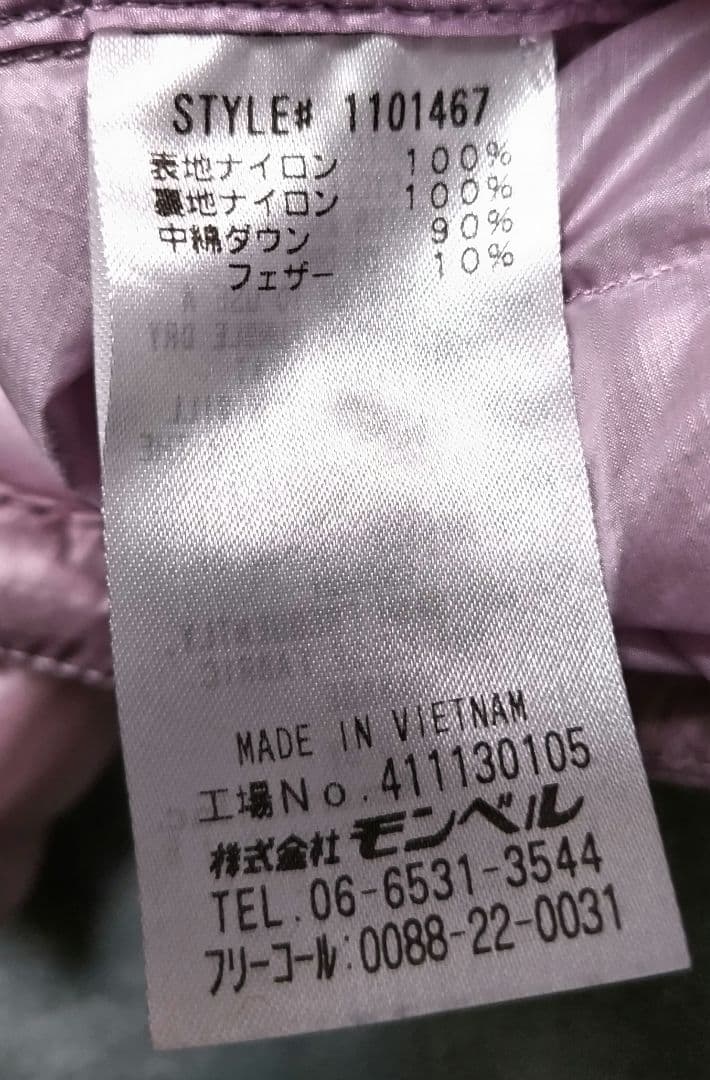 STYLE# 1101467
表地ナイロン 100%
裏地ナイロン 100%
中綿ダウン 90%
フェザー 10%
MADE IN VIETNAM
工場No.411130105
株式会社モンベル
TEL.06-6531-3544
フリーコール:0088-22-0031